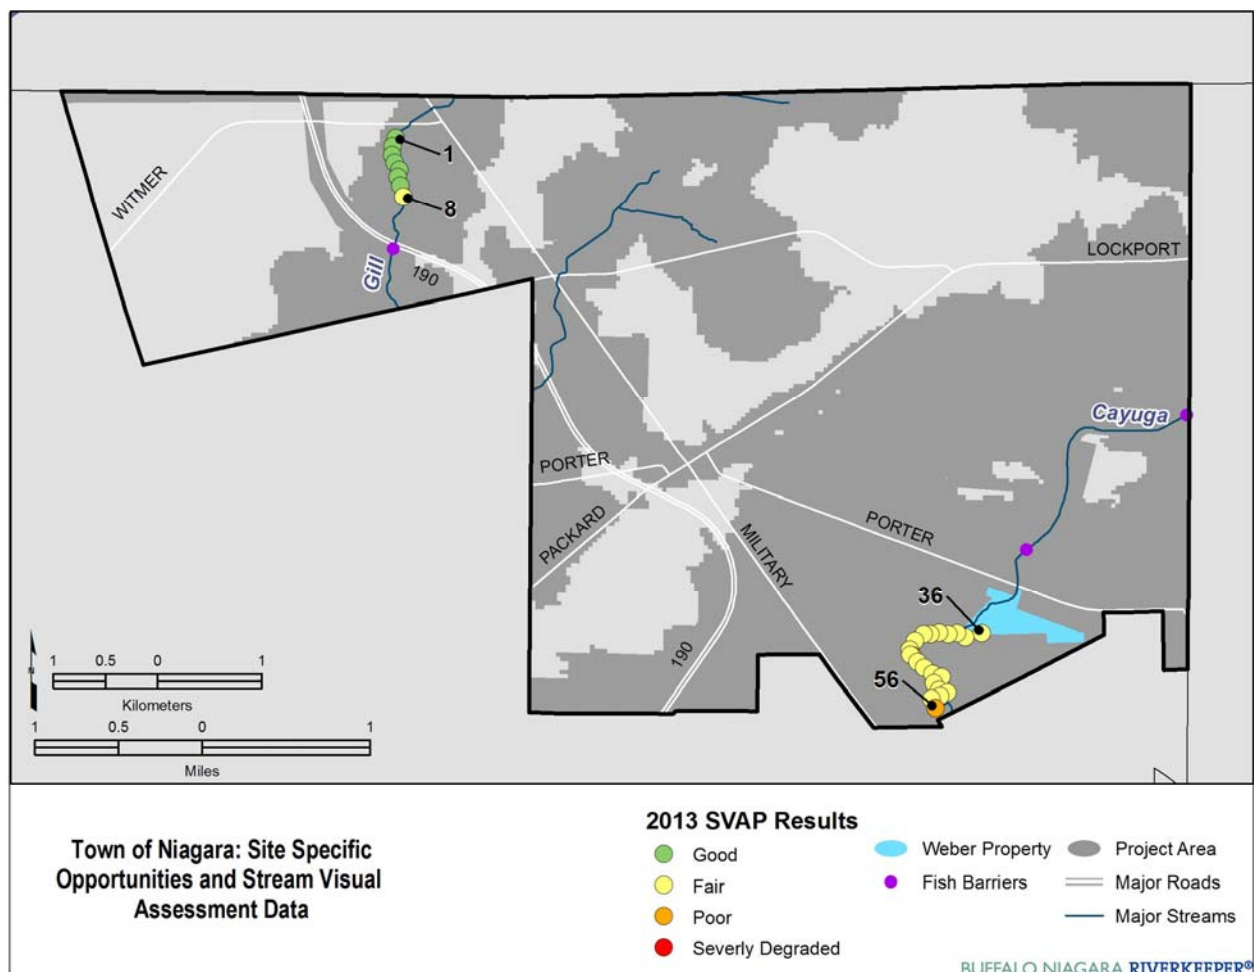 1
WITMER
8
LOCKPORT
Gill
190
Cayuga
PORTER
PACKARD
MILITARY
PORTER
36
190
56
N
1 0.5 0 1
Kilometers
1 0.5 0 1
Miles
Town of Niagara: Site Specific
Opportunities and Stream Visual
Assessment Data
2013 SVAP Results
Good
Fair
Poor
Severly Degraded
Weber Property
Fish Barriers
Project Area
Major Roads
Major Streams
BUFFALO NIAGARA RIVERKEEPER®